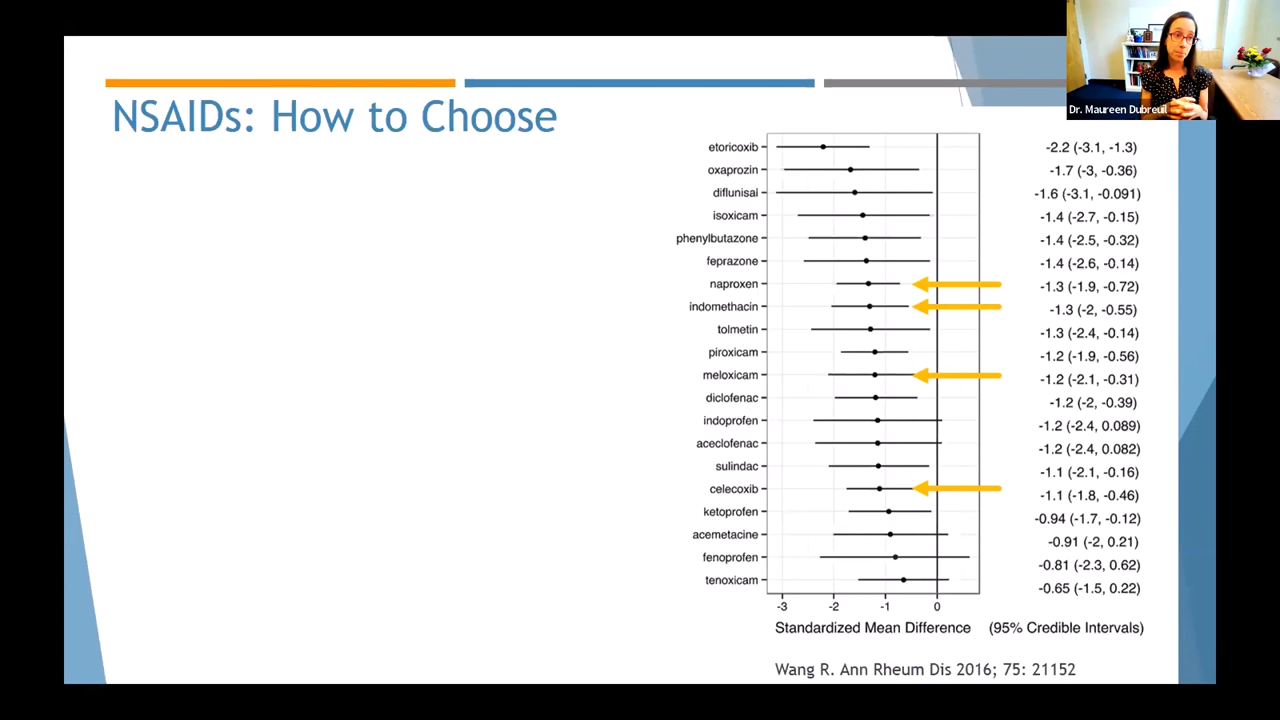 Dr. Maureen Dubreuil
NSAIDs: How to Choose
etoricoxib -2.2 (-3.1, -1.3)
oxaprozin -1.7 (-3, -0.36)
diflunisal -1.6 (-3.1, -0.091)
isoxicam -1.4 (-2.7, -0.15)
phenylbutazone -1.4 (-2.5, -0.32)
feprazone -1.4 (-2.6, -0.14)
naproxen -1.3 (-1.9, -0.72)
indomethacin -1.3 (-2, -0.55)
tolmetin -1.3 (-2.4, -0.14)
piroxicam -1.2 (-1.9, -0.56)
meloxicam -1.2 (-2.1, -0.31)
diclofenac -1.2 (-2, -0.39)
indoprofen -1.2 (-2.4, 0.089)
aceclofenac -1.2 (-2.4, 0.082)
sulindac -1.1 (-2.1, -0.16)
celecoxib -1.1 (-1.8, -0.46)
ketoprofen -0.94 (-1.7, -0.12)
acemetacine -0.91 (-2, 0.21)
fenoprofen -0.81 (-2.3, 0.62)
tenoxicam -0.65 (-1.5, 0.22)
-3 -2 -1 0
Standardized Mean Difference (95% Credible Intervals)
Wang R. Ann Rheum Dis 2016; 75: 21152